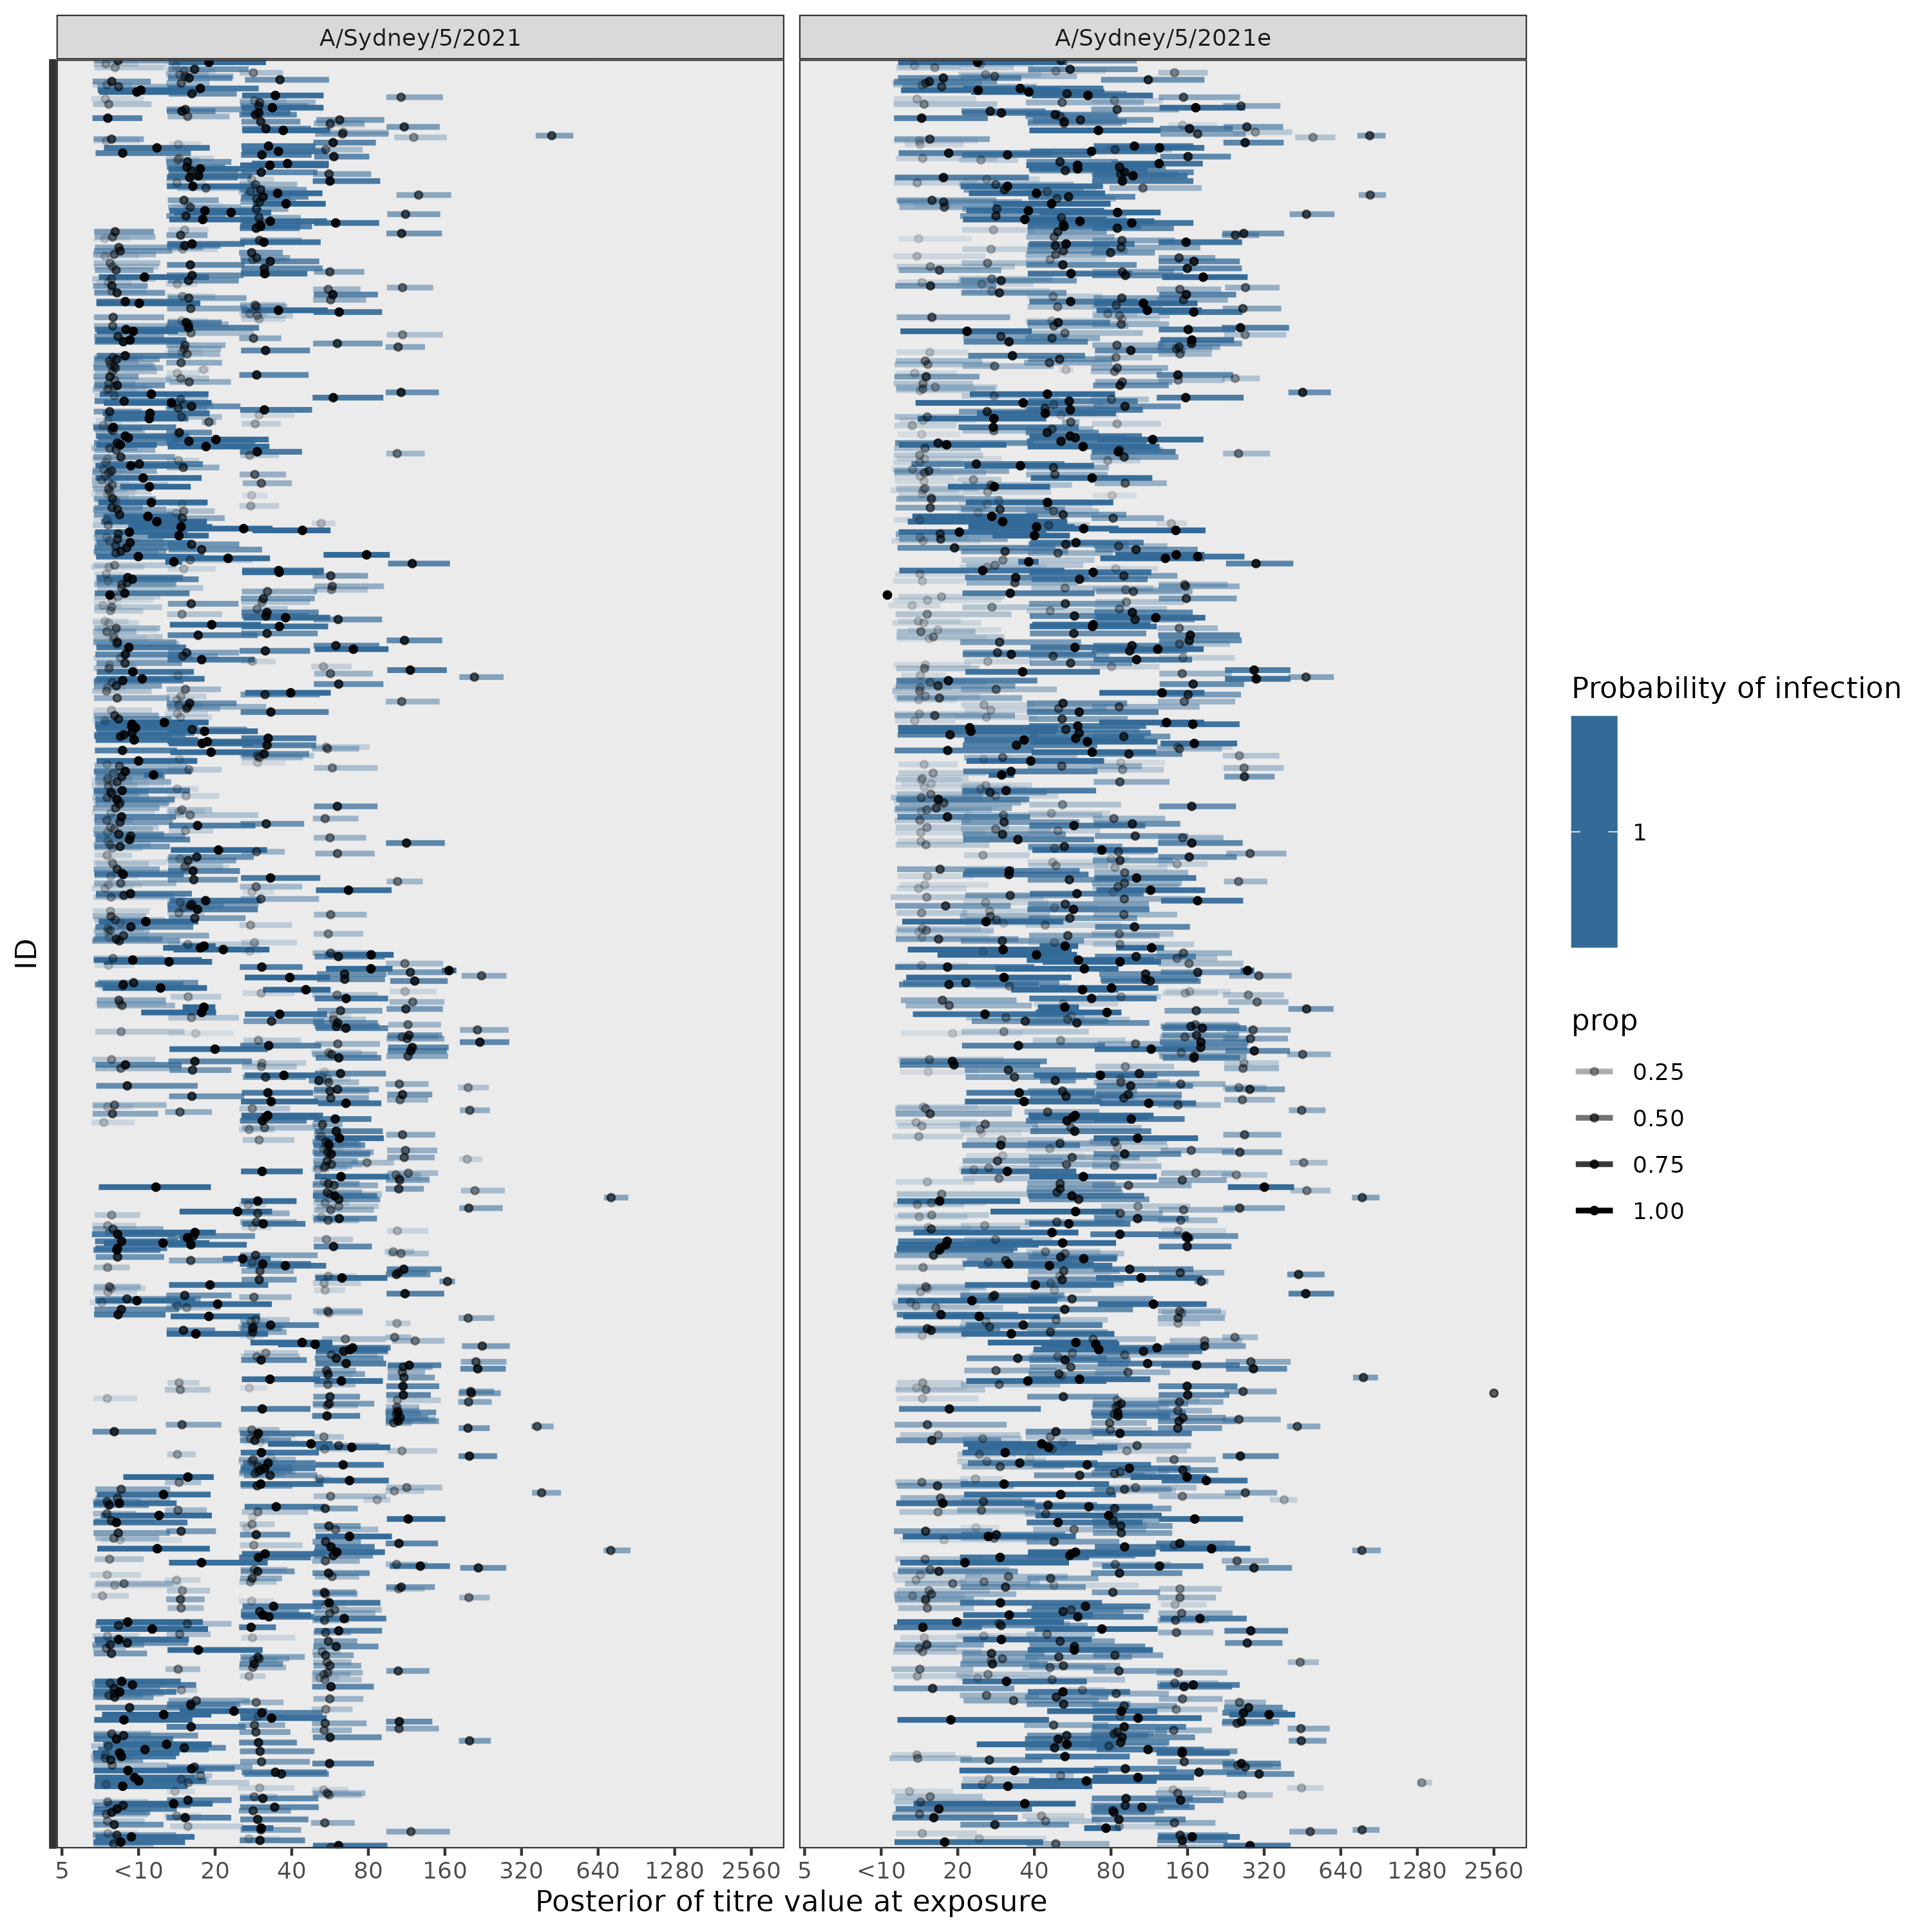 A/Sydney/5/2021
A/Sydney/5/2021e
ID
Probability of infection
1
prop
0.25
0.50
0.75
1.00
5 <10 20 40 80 160 320 640 1280 2560
5 <10 20 40 80 160 320 640 1280 2560
Posterior of titre value at exposure